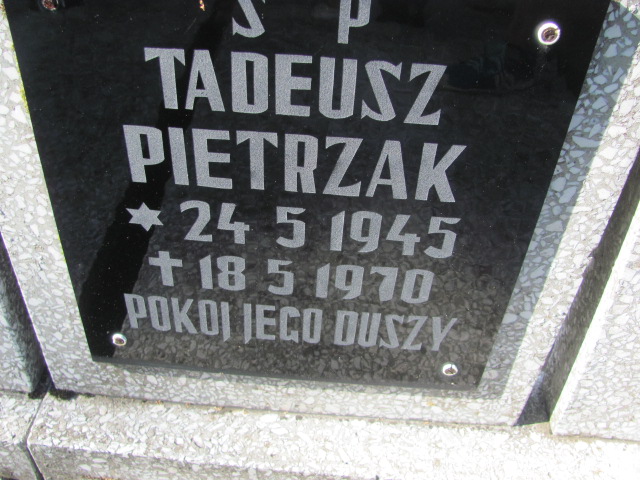 S P
TADEUSZ
PIETRZAK
✶ 24 5 1945
✝ 18 5 1970
POKOJ JEGO DUSZY